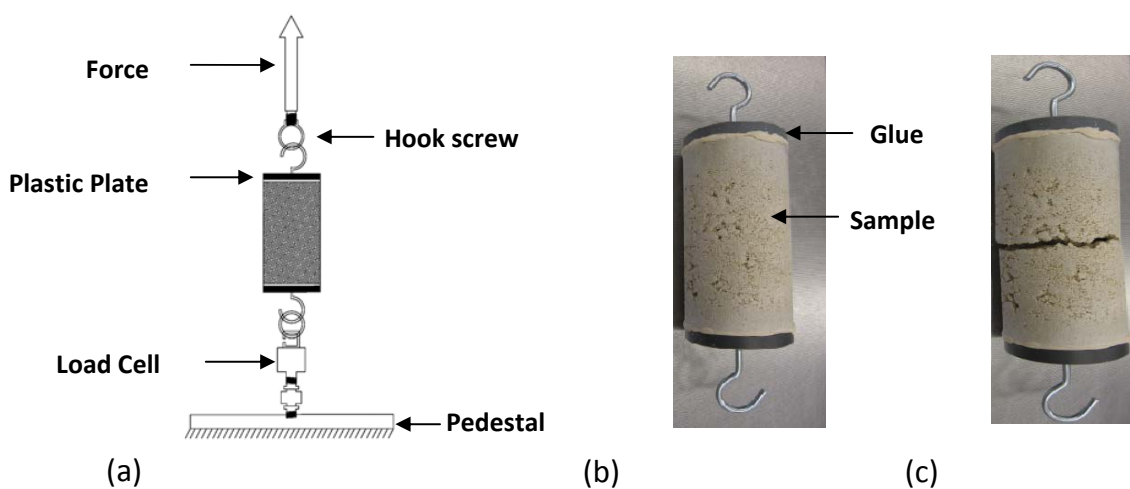 Force
Hook screw
Plastic Plate
Glue
Sample
Load Cell
Pedestal
(a)
(b)
(c)